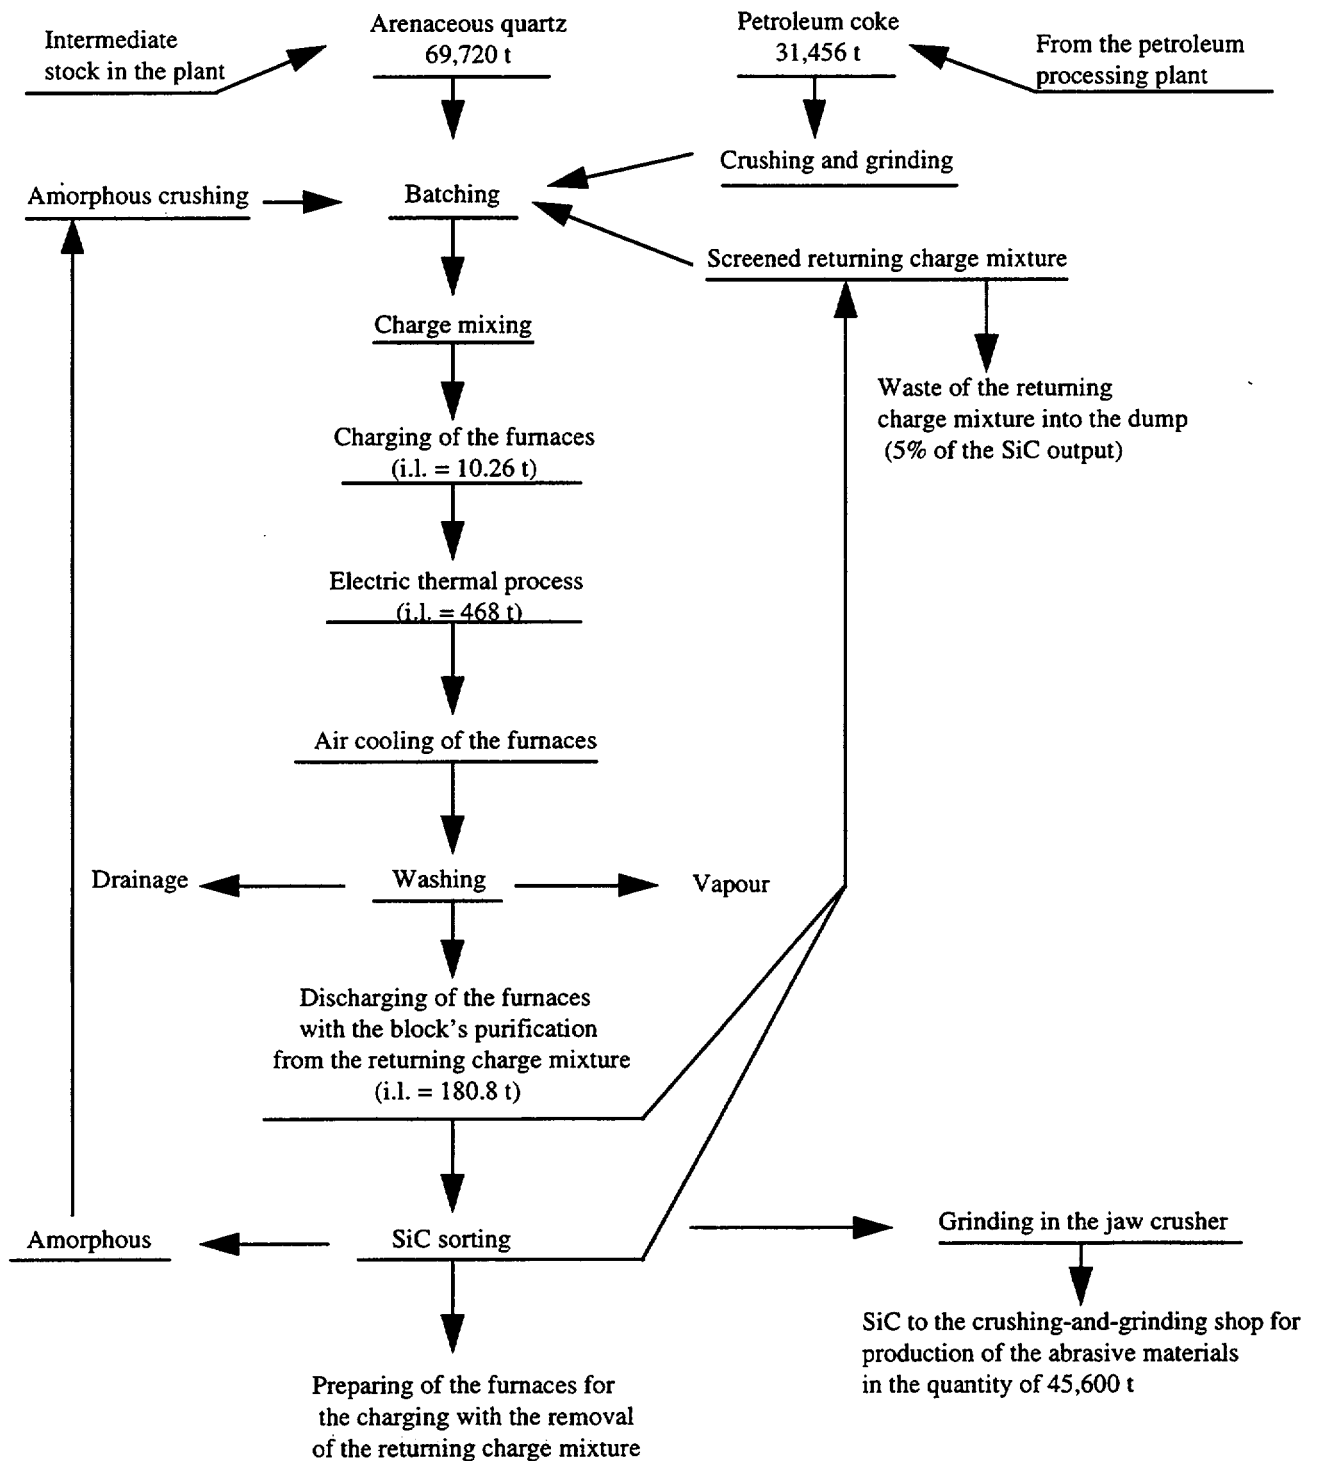 Intermediate
stock in the plant
Arenaceous quartz
69,720 t
Petroleum coke
31,456 t
From the petroleum
processing plant
Crushing and grinding
Amorphous crushing
Batching
Screened returning charge mixture
Charge mixing
Waste of the returning
charge mixture into the dump
(5% of the SiC output)
Charging of the furnaces
(i.l. = 10.26 t)
Electric thermal process
(i.l. = 468 t)
Air cooling of the furnaces
Drainage
Washing
Vapour
Discharging of the furnaces
with the block's purification
from the returning charge mixture
(i.l. = 180.8 t)
Amorphous
SiC sorting
Grinding in the jaw crusher
SiC to the crushing-and-grinding shop for
production of the abrasive materials
in the quantity of 45,600 t
Preparing of the furnaces for
the charging with the removal
of the returning charge mixture